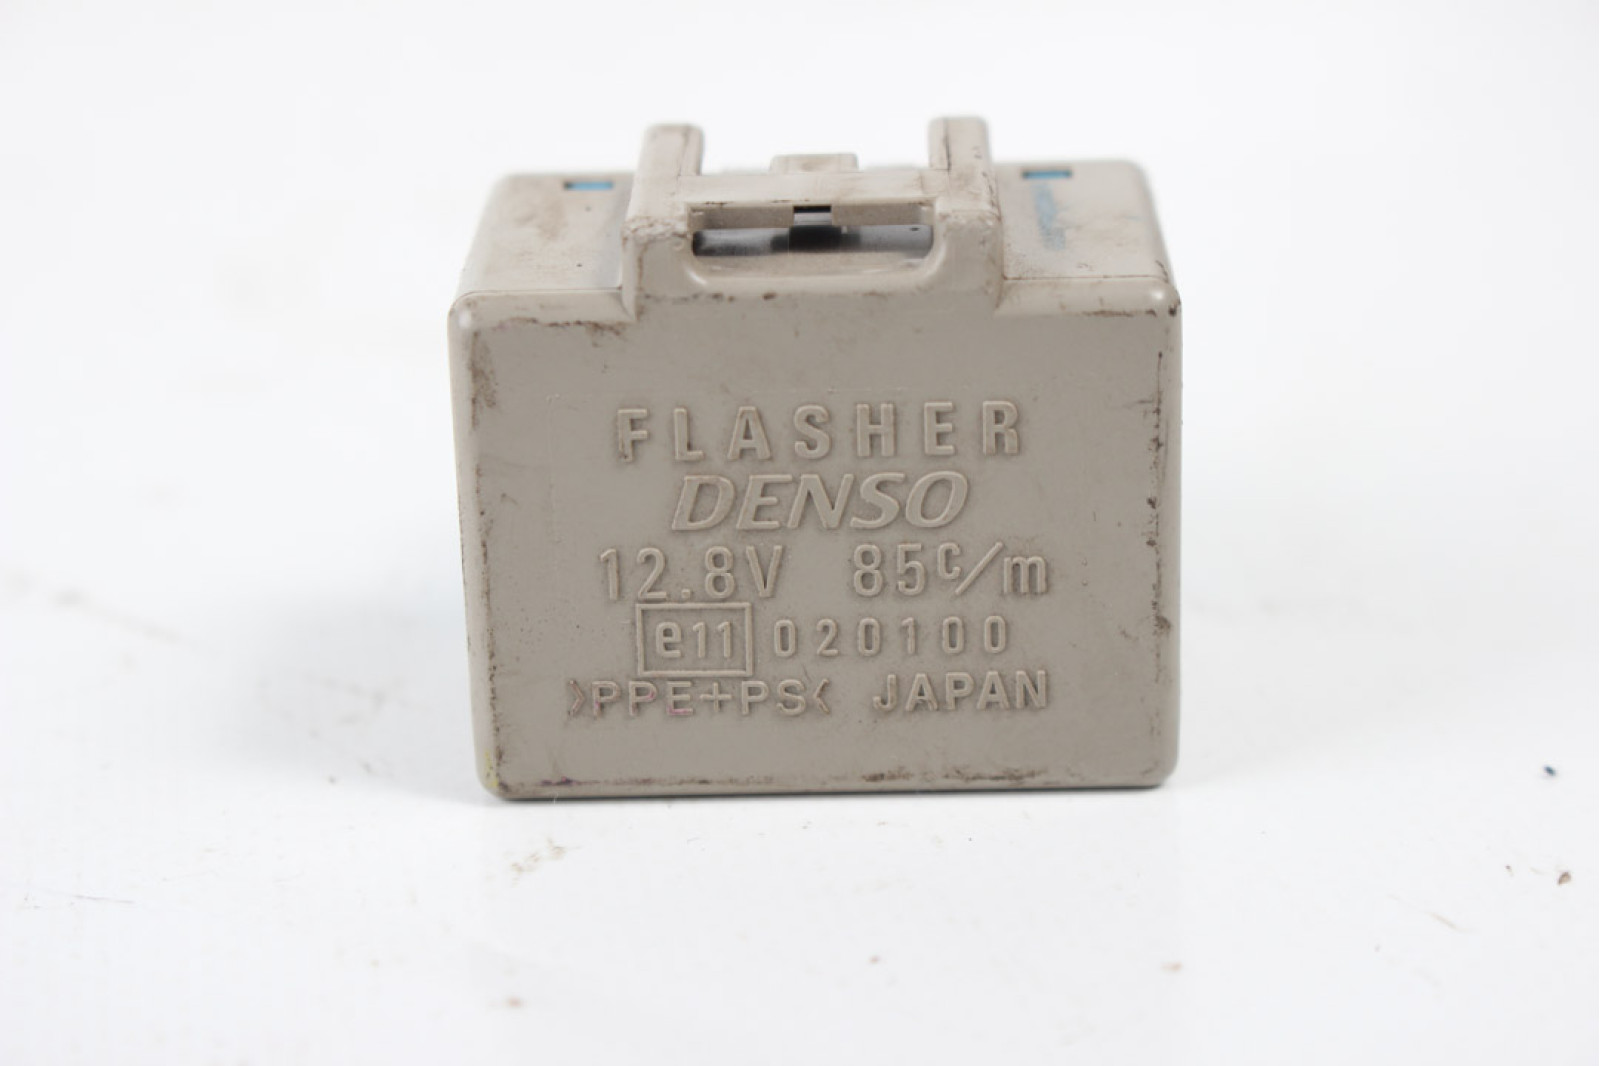 FLASHER
DENSO
12.8V 85c/m
e11 020100
>PPE+PS< JAPAN